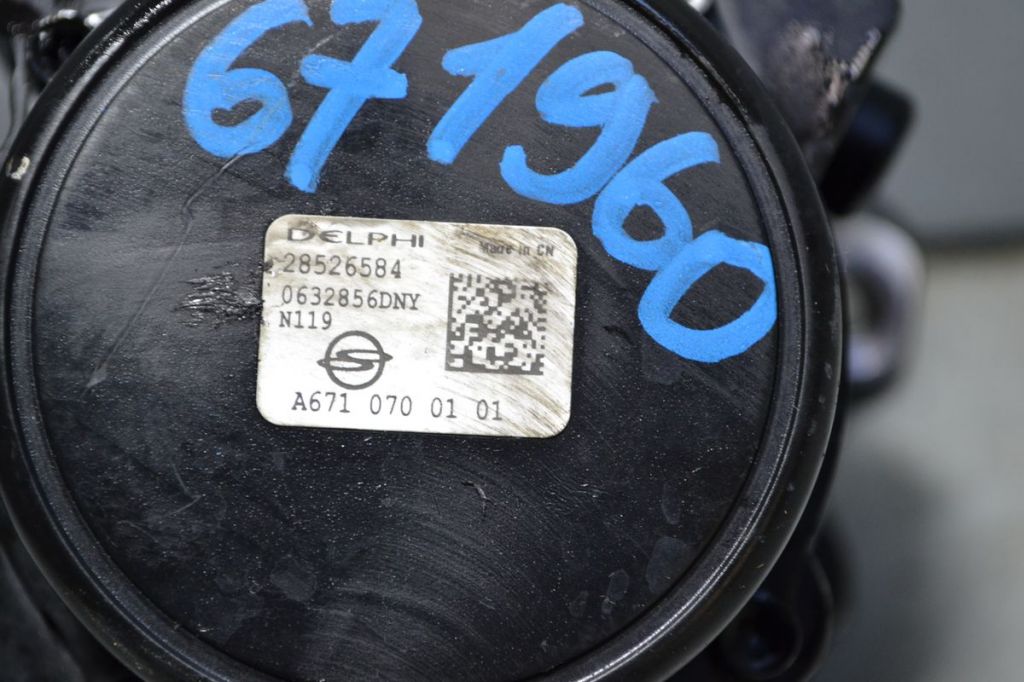 671960
DELPHI
Made in CN
28526584
0632856DNY
N119
A671 070 01 01